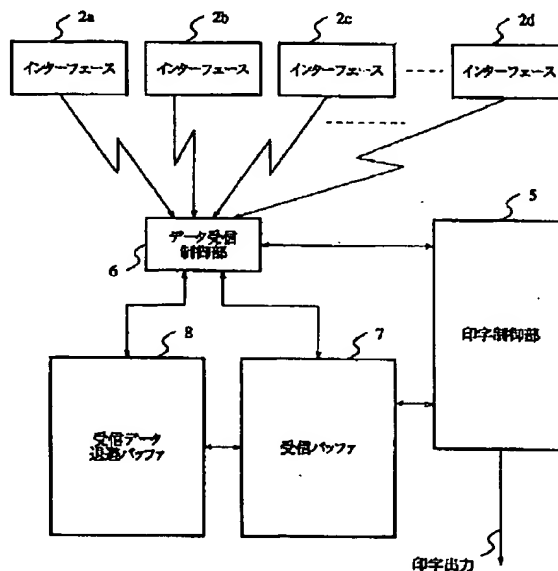 2a
2b
2c
2d
インターフェース
インターフェース
インターフェース
インターフェース
5
データ受信
制御部
6
印字制御部
8
7
受信データ
退避バッファ
受信バッファ
印字出力